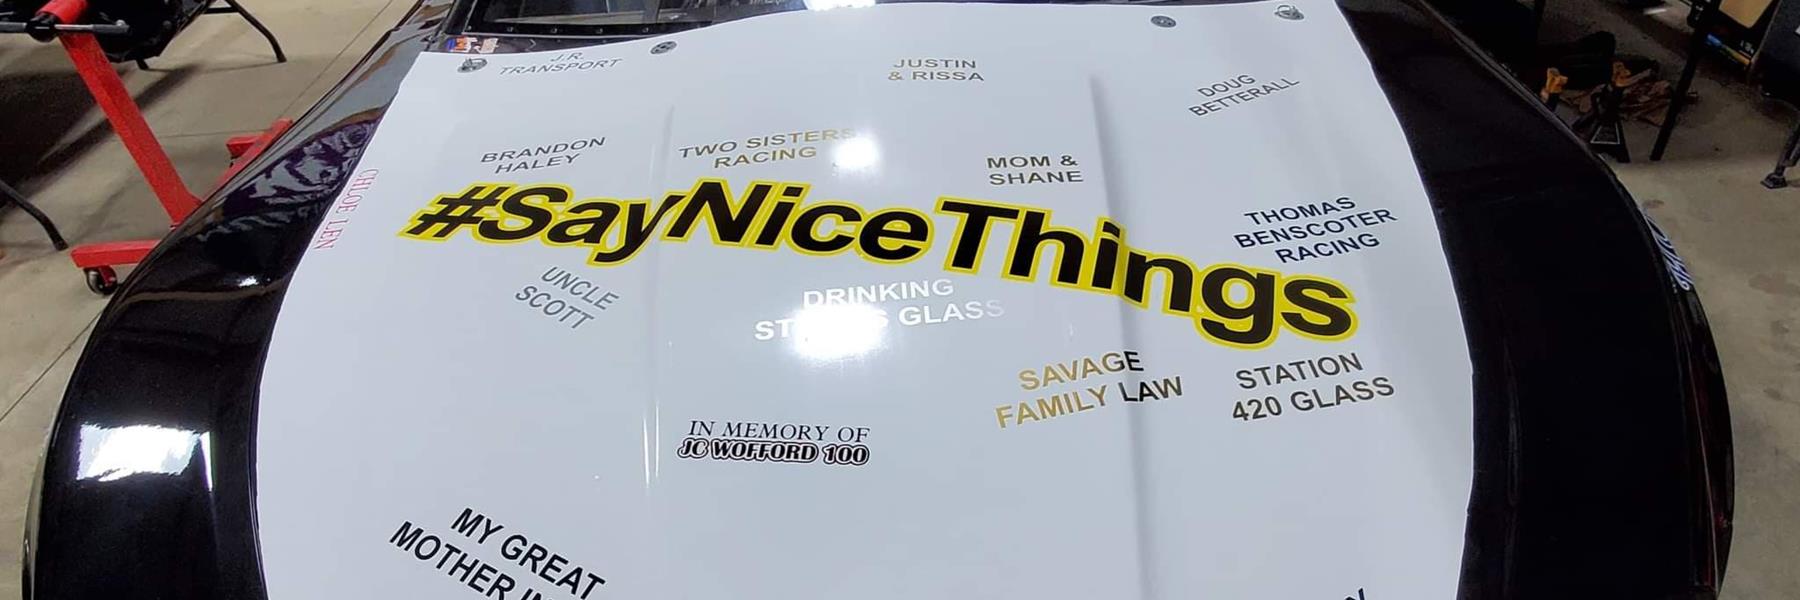 J.R.
TRANSPORT
JUSTIN
& RISSA
DOUG
BETTERALL
BRANDON
HALEY
TWO SISTERS
RACING
MOM &
SHANE
CHLOE LEN
#SayNiceThings
THOMAS
BENSCOTER
RACING
UNCLE
SCOTT
DRINKING
GLASS
SAVAGE
FAMILY LAW
STATION
420 GLASS
IN MEMORY OF
JC WOFFORD 100
MY GREAT
MOTHER